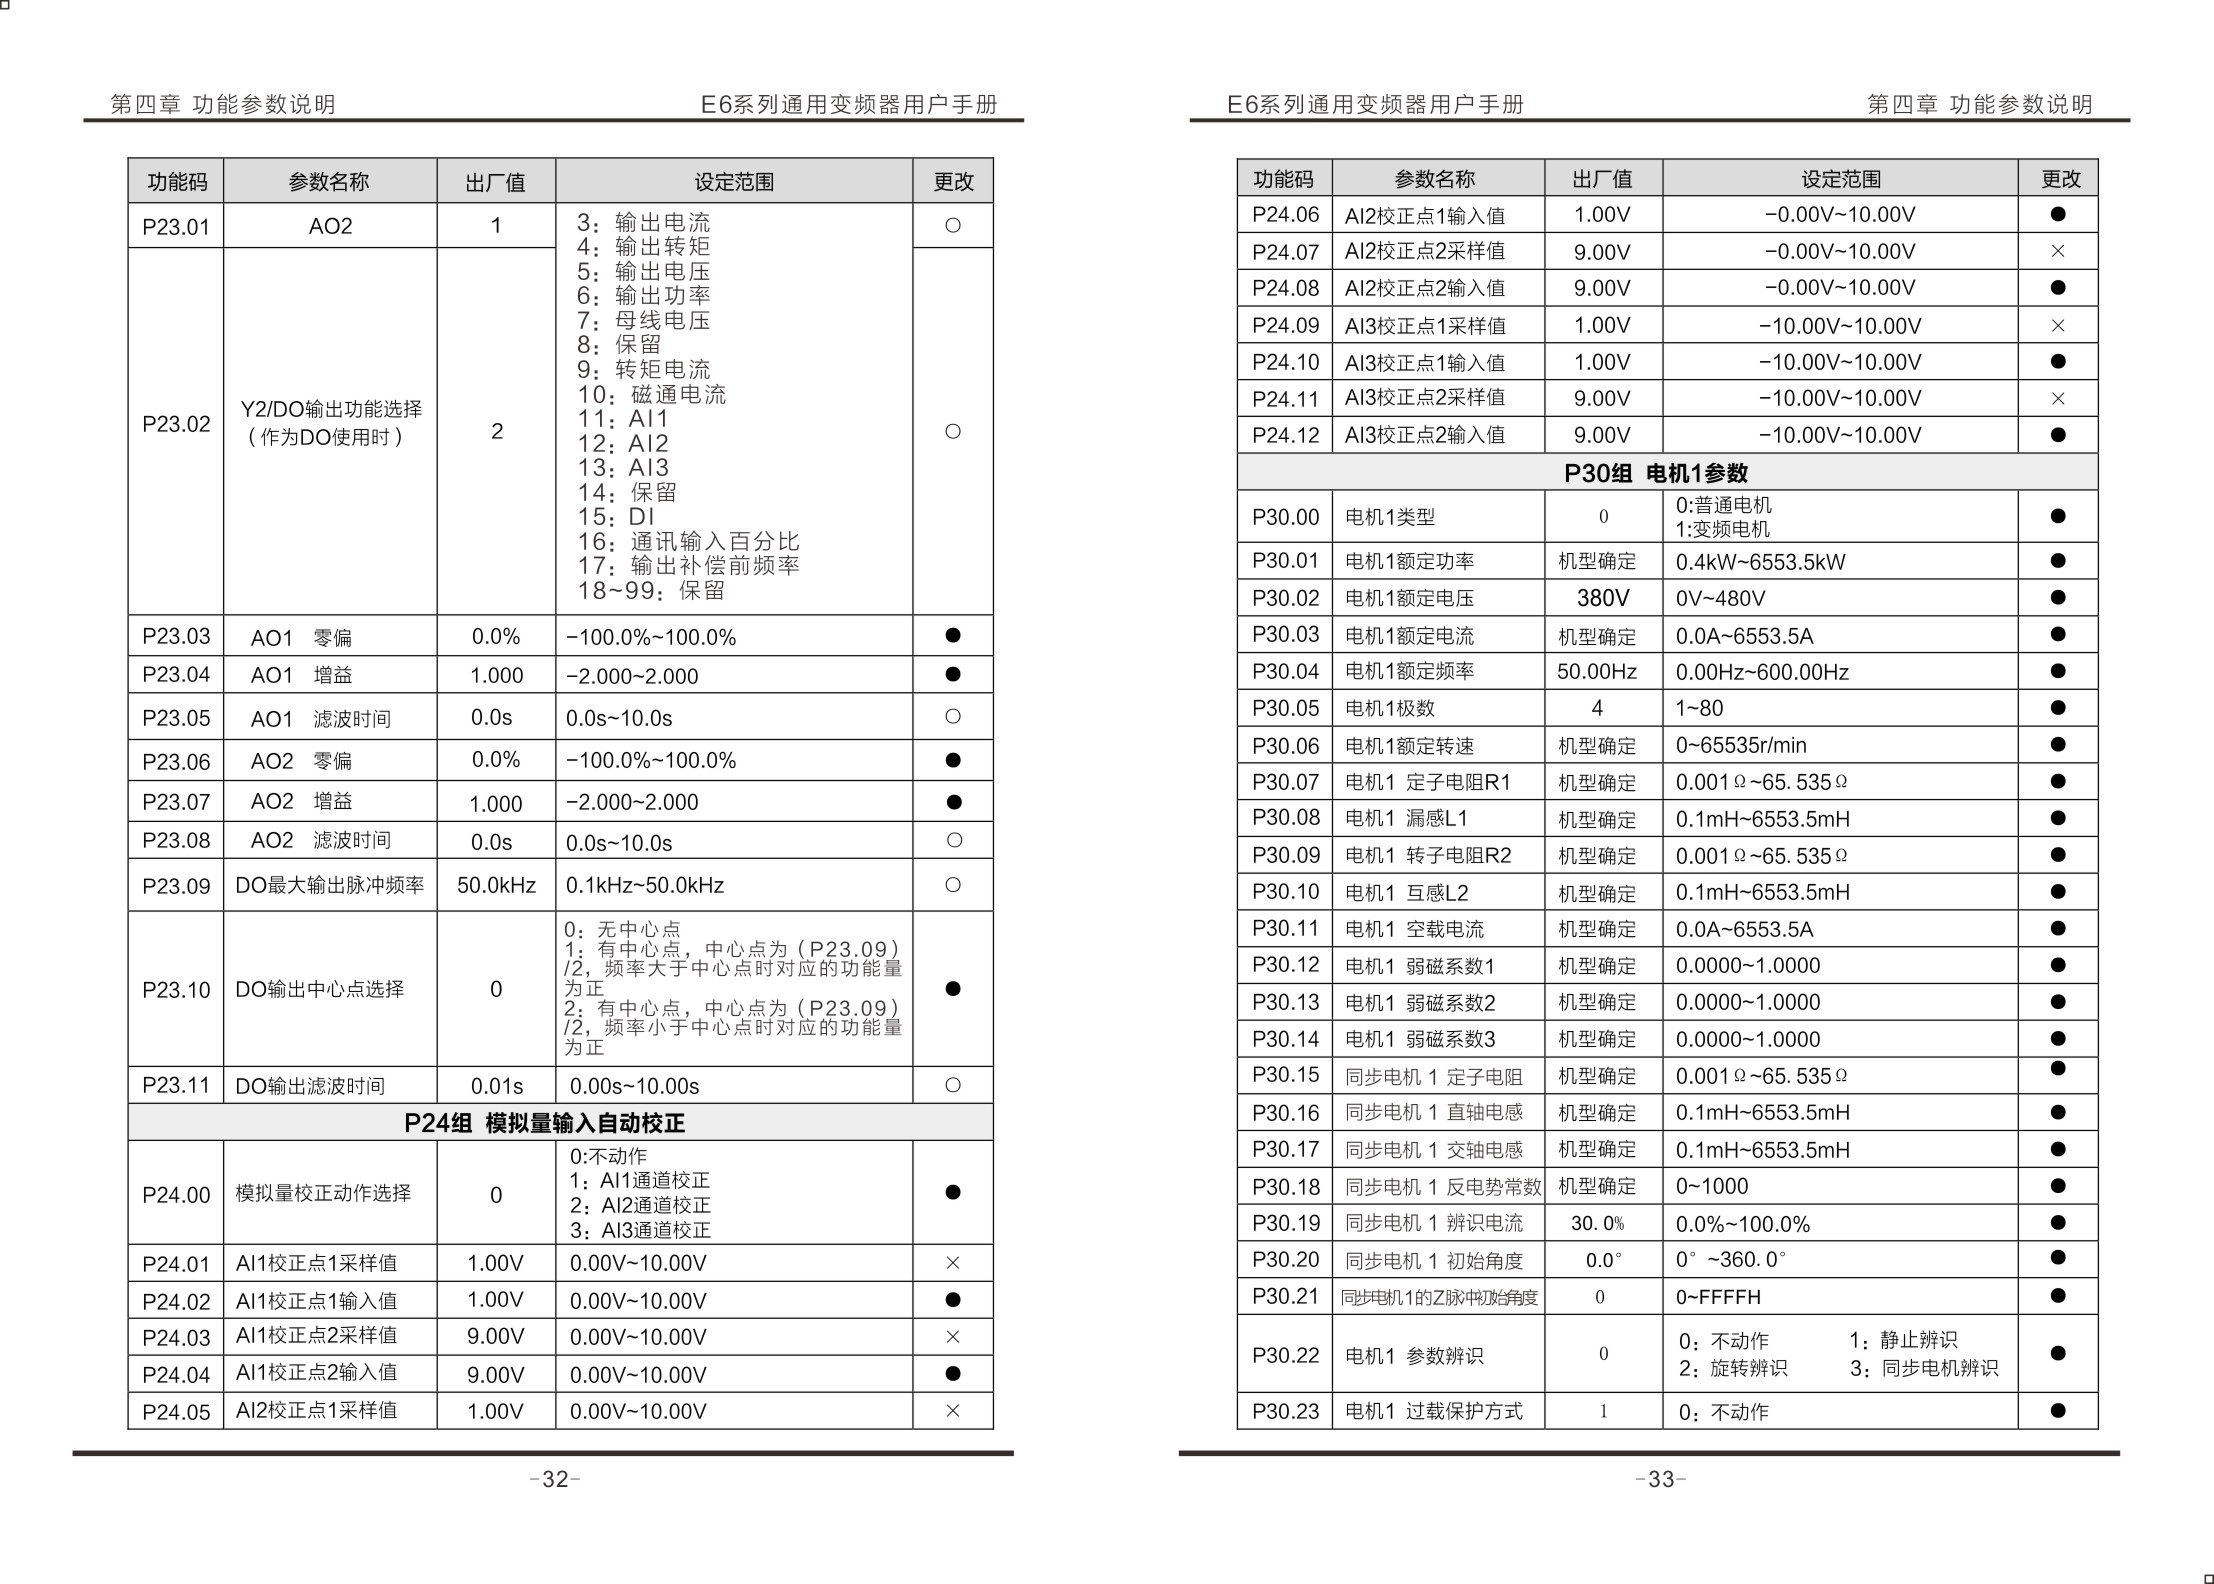 第四章 功能参数说明 E6系列通用变频器用户手册
功能码 参数名称 出厂值 设定范围 更改
P23.01 AO2 1 ○
3：输出电流
4：输出转矩
5：输出电压
6：输出功率
7：母线电压
8：保留
9：转矩电流
10：磁通电流
11：AI1
12：AI2
13：AI3
14：保留
15：DI
16：通讯输入百分比
17：输出补偿前频率
18~99：保留
P23.02 Y2/DO输出功能选择
（作为DO使用时） 2 ○
P23.03 AO1 零偏 0.0% −100.0%~100.0% ●
P23.04 AO1 增益 1.000 −2.000~2.000 ●
P23.05 AO1 滤波时间 0.0s 0.0s~10.0s ○
P23.06 AO2 零偏 0.0% −100.0%~100.0% ●
P23.07 AO2 增益 1.000 −2.000~2.000 ●
P23.08 AO2 滤波时间 0.0s 0.0s~10.0s ○
P23.09 DO最大输出脉冲频率 50.0kHz 0.1kHz~50.0kHz ○
P23.10 DO输出中心点选择 0 ●
0：无中心点
1：有中心点，中心点为（P23.09）
/2，频率大于中心点时对应的功能量
为正
2：有中心点，中心点为（P23.09）
/2，频率小于中心点时对应的功能量
为正
P23.11 DO输出滤波时间 0.01s 0.00s~10.00s ○
P24组 模拟量输入自动校正
P24.00 模拟量校正动作选择 0 ●
0:不动作
1：AI1通道校正
2：AI2通道校正
3：AI3通道校正
P24.01 AI1校正点1采样值 1.00V 0.00V~10.00V ×
P24.02 AI1校正点1输入值 1.00V 0.00V~10.00V ●
P24.03 AI1校正点2采样值 9.00V 0.00V~10.00V ×
P24.04 AI1校正点2输入值 9.00V 0.00V~10.00V ●
P24.05 AI2校正点1采样值 1.00V 0.00V~10.00V ×
-32-
E6系列通用变频器用户手册 第四章 功能参数说明
功能码 参数名称 出厂值 设定范围 更改
P24.06 AI2校正点1输入值 1.00V −0.00V~10.00V ●
P24.07 AI2校正点2采样值 9.00V −0.00V~10.00V ×
P24.08 AI2校正点2输入值 9.00V −0.00V~10.00V ●
P24.09 AI3校正点1采样值 1.00V −10.00V~10.00V ×
P24.10 AI3校正点1输入值 1.00V −10.00V~10.00V ●
P24.11 AI3校正点2采样值 9.00V −10.00V~10.00V ×
P24.12 AI3校正点2输入值 9.00V −10.00V~10.00V ●
P30组 电机1参数
P30.00 电机1类型 0 ●
0:普通电机
1:变频电机
P30.01 电机1额定功率 机型确定 0.4kW~6553.5kW ●
P30.02 电机1额定电压 380V 0V~480V ●
P30.03 电机1额定电流 机型确定 0.0A~6553.5A ●
P30.04 电机1额定频率 50.00Hz 0.00Hz~600.00Hz ●
P30.05 电机1极数 4 1~80 ●
P30.06 电机1额定转速 机型确定 0~65535r/min ●
P30.07 电机1 定子电阻R1 机型确定 0.001Ω~65.535Ω ●
P30.08 电机1 漏感L1 机型确定 0.1mH~6553.5mH ●
P30.09 电机1 转子电阻R2 机型确定 0.001Ω~65.535Ω ●
P30.10 电机1 互感L2 机型确定 0.1mH~6553.5mH ●
P30.11 电机1 空载电流 机型确定 0.0A~6553.5A ●
P30.12 电机1 弱磁系数1 机型确定 0.0000~1.0000 ●
P30.13 电机1 弱磁系数2 机型确定 0.0000~1.0000 ●
P30.14 电机1 弱磁系数3 机型确定 0.0000~1.0000 ●
P30.15 同步电机 1 定子电阻 机型确定 0.001Ω~65.535Ω ●
P30.16 同步电机 1 直轴电感 机型确定 0.1mH~6553.5mH ●
P30.17 同步电机 1 交轴电感 机型确定 0.1mH~6553.5mH ●
P30.18 同步电机 1 反电势常数 机型确定 0~1000 ●
P30.19 同步电机 1 辨识电流 30.0% 0.0%~100.0% ●
P30.20 同步电机 1 初始角度 0.0° 0° ~360.0° ●
P30.21 同步电机1的Z脉冲初始角度 0 0~FFFFH ●
P30.22 电机1 参数辨识 0 ●
0：不动作 1：静止辨识
2：旋转辨识 3：同步电机辨识
P30.23 电机1 过载保护方式 1 0：不动作 ●
-33-